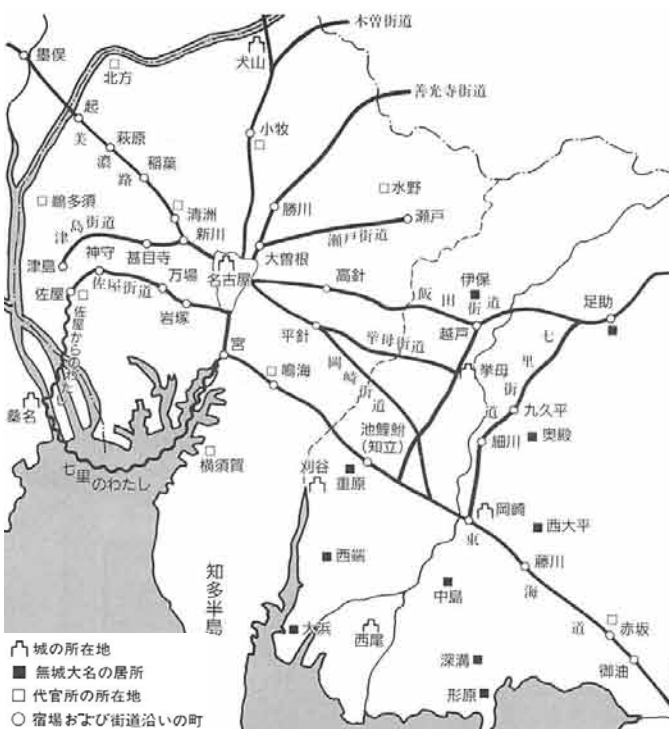 木曽街道
犬山
墨俣
北方
善光寺街道
起
小牧
萩原
美濃路
稲葉
水野
鵜多須
清洲
勝川
瀬戸
津島街道
新川
瀬戸街道
神守
甚目寺
大曽根
津島
名古屋
高針
飯田街道
伊保
佐屋
佐屋街道
万場
足助
岩塚
平針
越戸
七里街道
佐屋からのわたし
宮
挙母街道
鳴海
岡崎街道
挙母
桑名
九久平
池鯉鮒
(知立)
細川
奥殿
七里のわたし
横須賀
刈谷
重原
岡崎
西大平
東海道
西端
藤川
知多半島
中島
大浜
西尾
赤坂
深溝
御油
形原
城の所在地
無城大名の居所
代官所の所在地
宿場および街道沿いの町